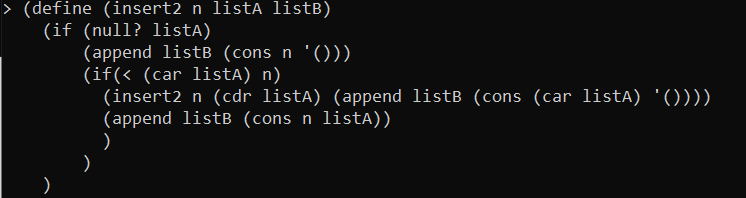 > (define (insert2 n listA listB)
    (if (null? listA)
        (append listB (cons n '()))
        (if(< (car listA) n)
          (insert2 n (cdr listA) (append listB (cons (car listA) '())))
          (append listB (cons n listA))
          )
        )
    )